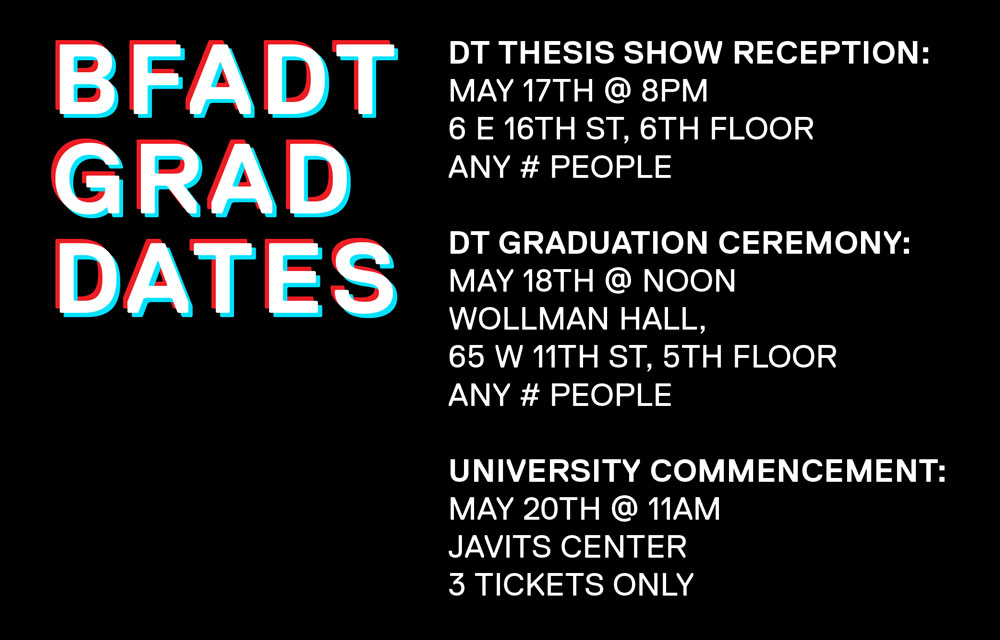 BFADT
GRAD
DATES
DT THESIS SHOW RECEPTION:
MAY 17TH @ 8PM
6 E 16TH ST, 6TH FLOOR
ANY # PEOPLE
DT GRADUATION CEREMONY:
MAY 18TH @ NOON
WOLLMAN HALL,
65 W 11TH ST, 5TH FLOOR
ANY # PEOPLE
UNIVERSITY COMMENCEMENT:
MAY 20TH @ 11AM
JAVITS CENTER
3 TICKETS ONLY